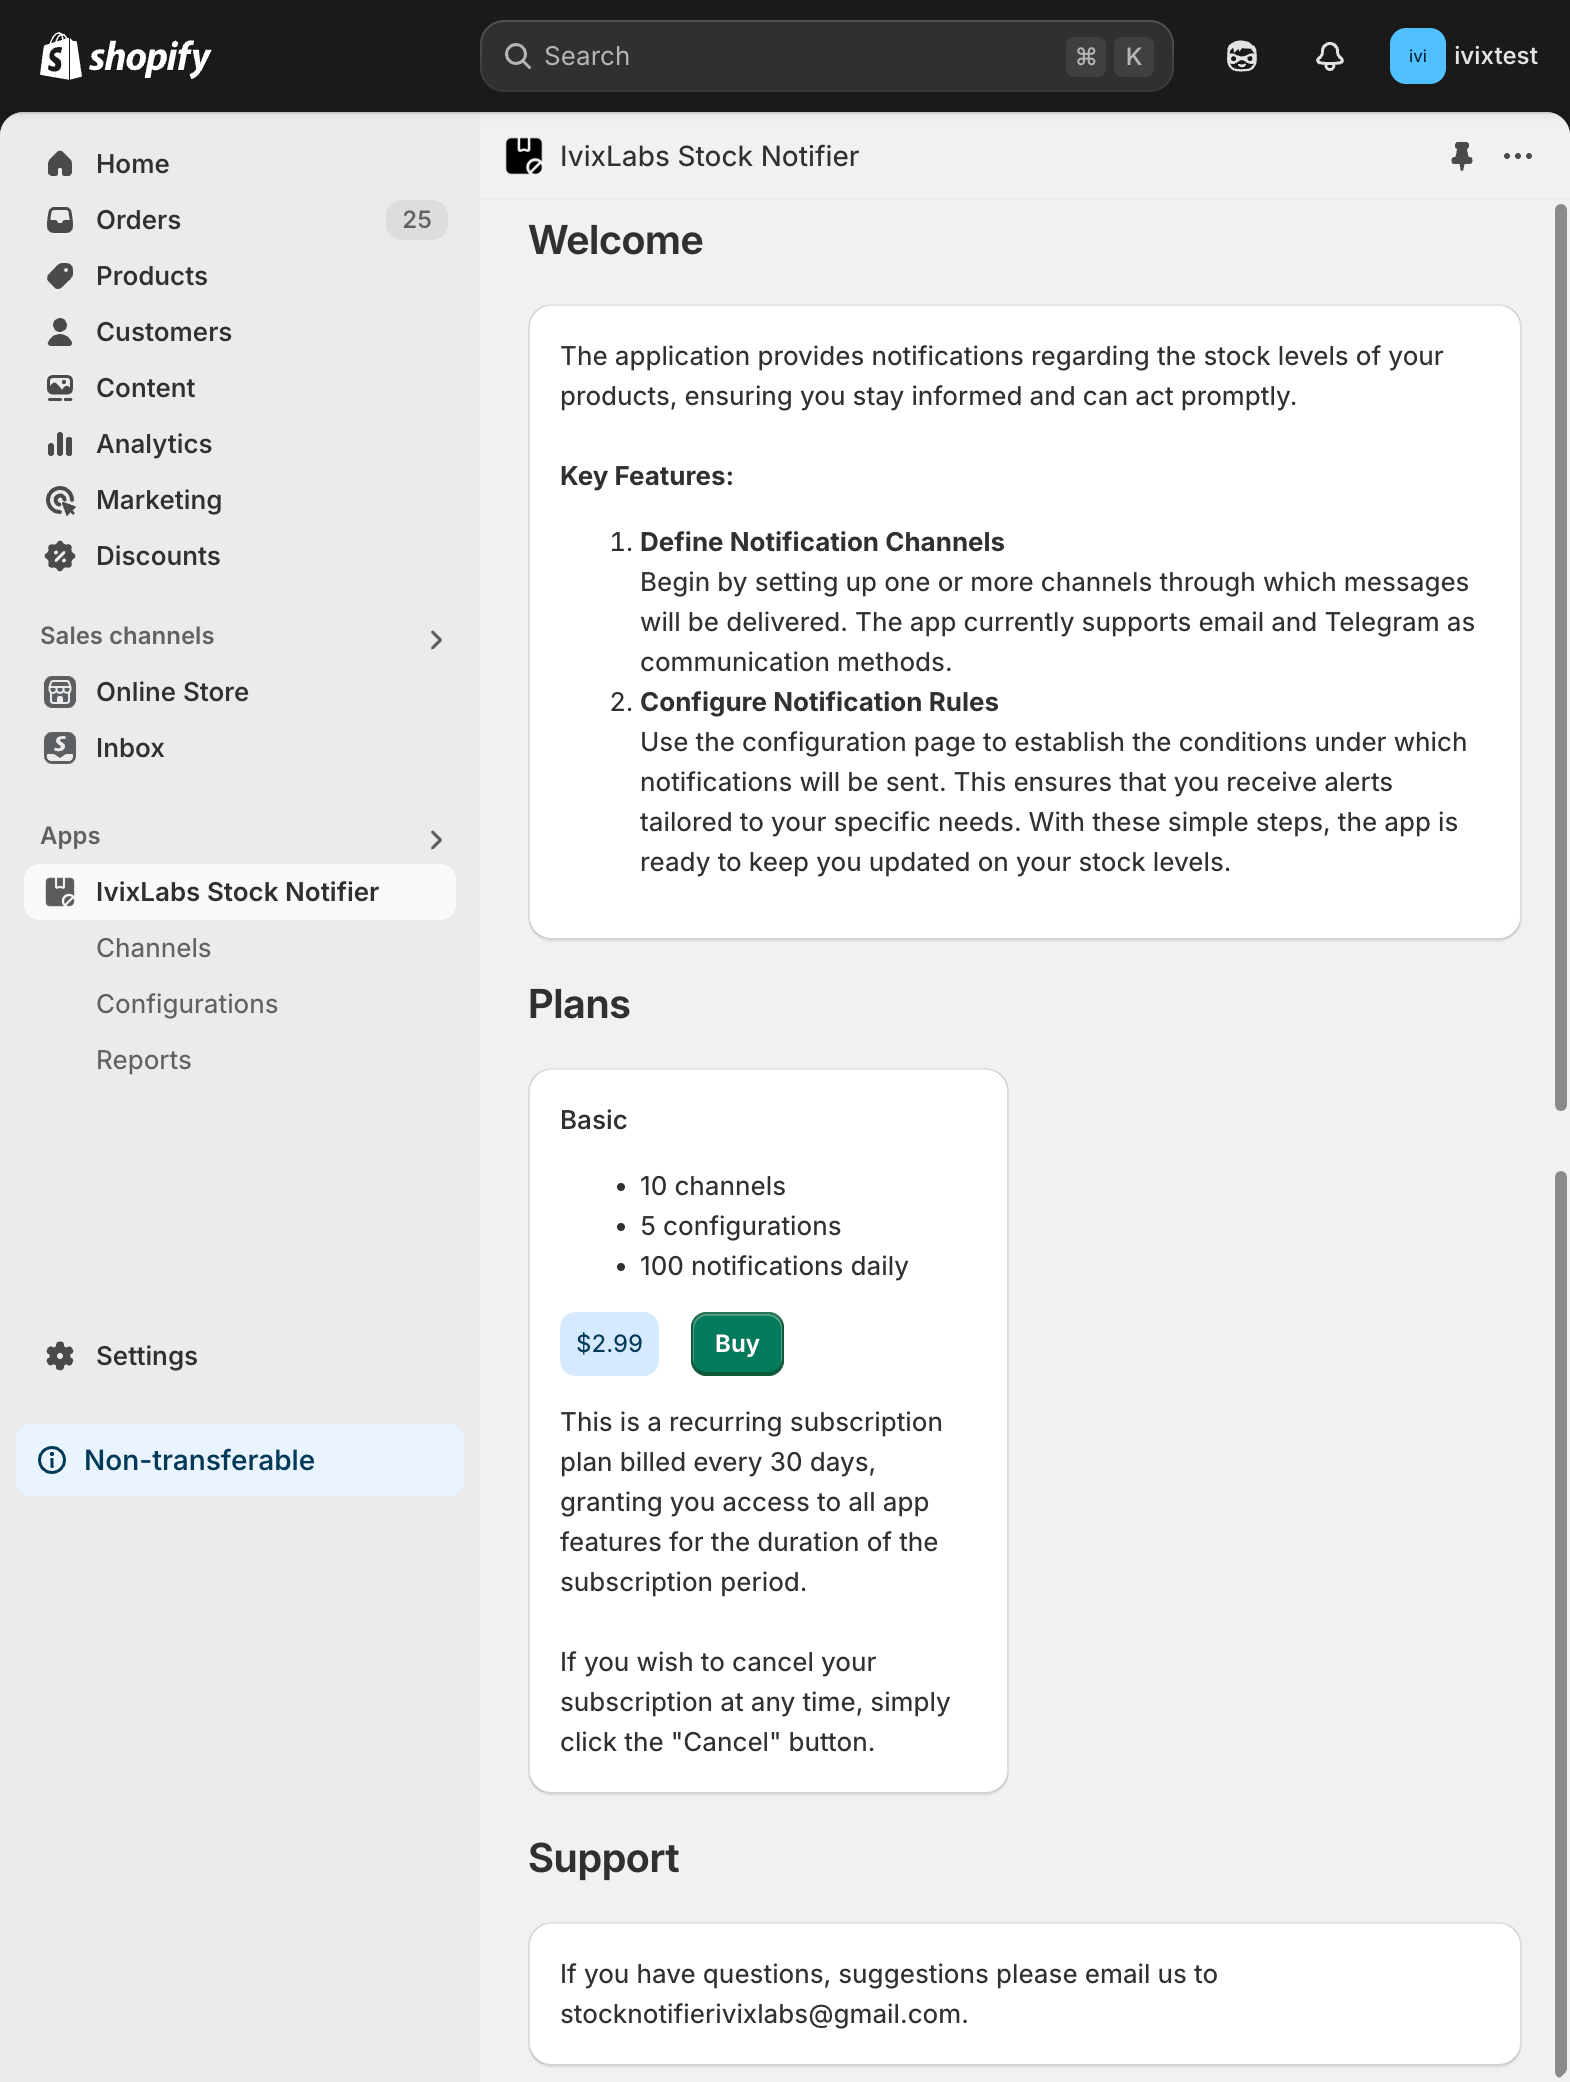 shopify
Search
⌘ K
ivi
ivixtest
Home
Orders
25
Products
Customers
Content
Analytics
Marketing
Discounts
Sales channels
Online Store
Inbox
Apps
IvixLabs Stock Notifier
Channels
Configurations
Reports
Settings
Non-transferable
IvixLabs Stock Notifier
Welcome
The application provides notifications regarding the stock levels of your
products, ensuring you stay informed and can act promptly.
Key Features:
1. Define Notification Channels
Begin by setting up one or more channels through which messages
will be delivered. The app currently supports email and Telegram as
communication methods.
2. Configure Notification Rules
Use the configuration page to establish the conditions under which
notifications will be sent. This ensures that you receive alerts
tailored to your specific needs. With these simple steps, the app is
ready to keep you updated on your stock levels.
Plans
Basic
• 10 channels
• 5 configurations
• 100 notifications daily
$2.99
Buy
This is a recurring subscription
plan billed every 30 days,
granting you access to all app
features for the duration of the
subscription period.
If you wish to cancel your
subscription at any time, simply
click the "Cancel" button.
Support
If you have questions, suggestions please email us to
stocknotifierivixlabs@gmail.com.